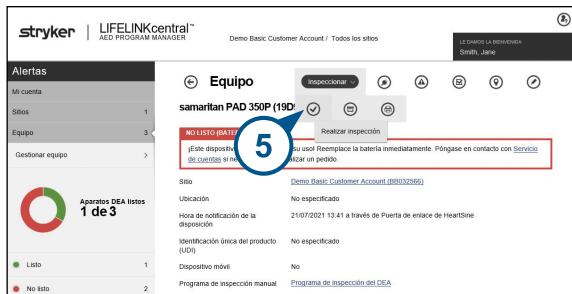 stryker
LIFELINKcentral™
AED PROGRAM MANAGER
Demo Basic Customer Account / Todos los sitios
LE DAMOS LA BIENVENIDA
Smith, Jane
Alertas
Mi cuenta
Sitios 1
Equipo 3
Gestionar equipo
Aparatos DEA listos
1 de 3
Listo 1
No listo 2
Equipo
Inspeccionar
samaritan PAD 350P (19D
5
Realizar inspección
NO LISTO (BATE
¡Este dispositiv su uso! Reemplace la batería inmediatamente. Póngase en contacto con Servicio
de cuentas si ne alizar un pedido.
Sitio Demo Basic Customer Account (BB032566)
Ubicación No especificado
Hora de notificación de la 21/07/2021 13:41 a través de Puerta de enlace de HeartSine
disposición
Identificación única del producto No especificado
(UDI)
Dispositivo móvil No
Programa de inspección manual Programa de inspección del DEA